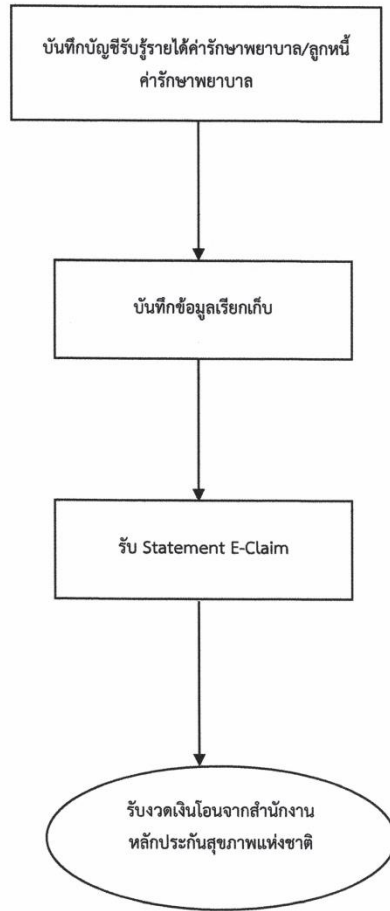 บันทึกบัญชีรับรู้รายได้ค่ารักษาพยาบาล/ลูกหนี้
ค่ารักษาพยาบาล
บันทึกข้อมูลเรียกเก็บ
รับ Statement E-Claim
รับงวดเงินโอนจากสำนักงาน
หลักประกันสุขภาพแห่งชาติ